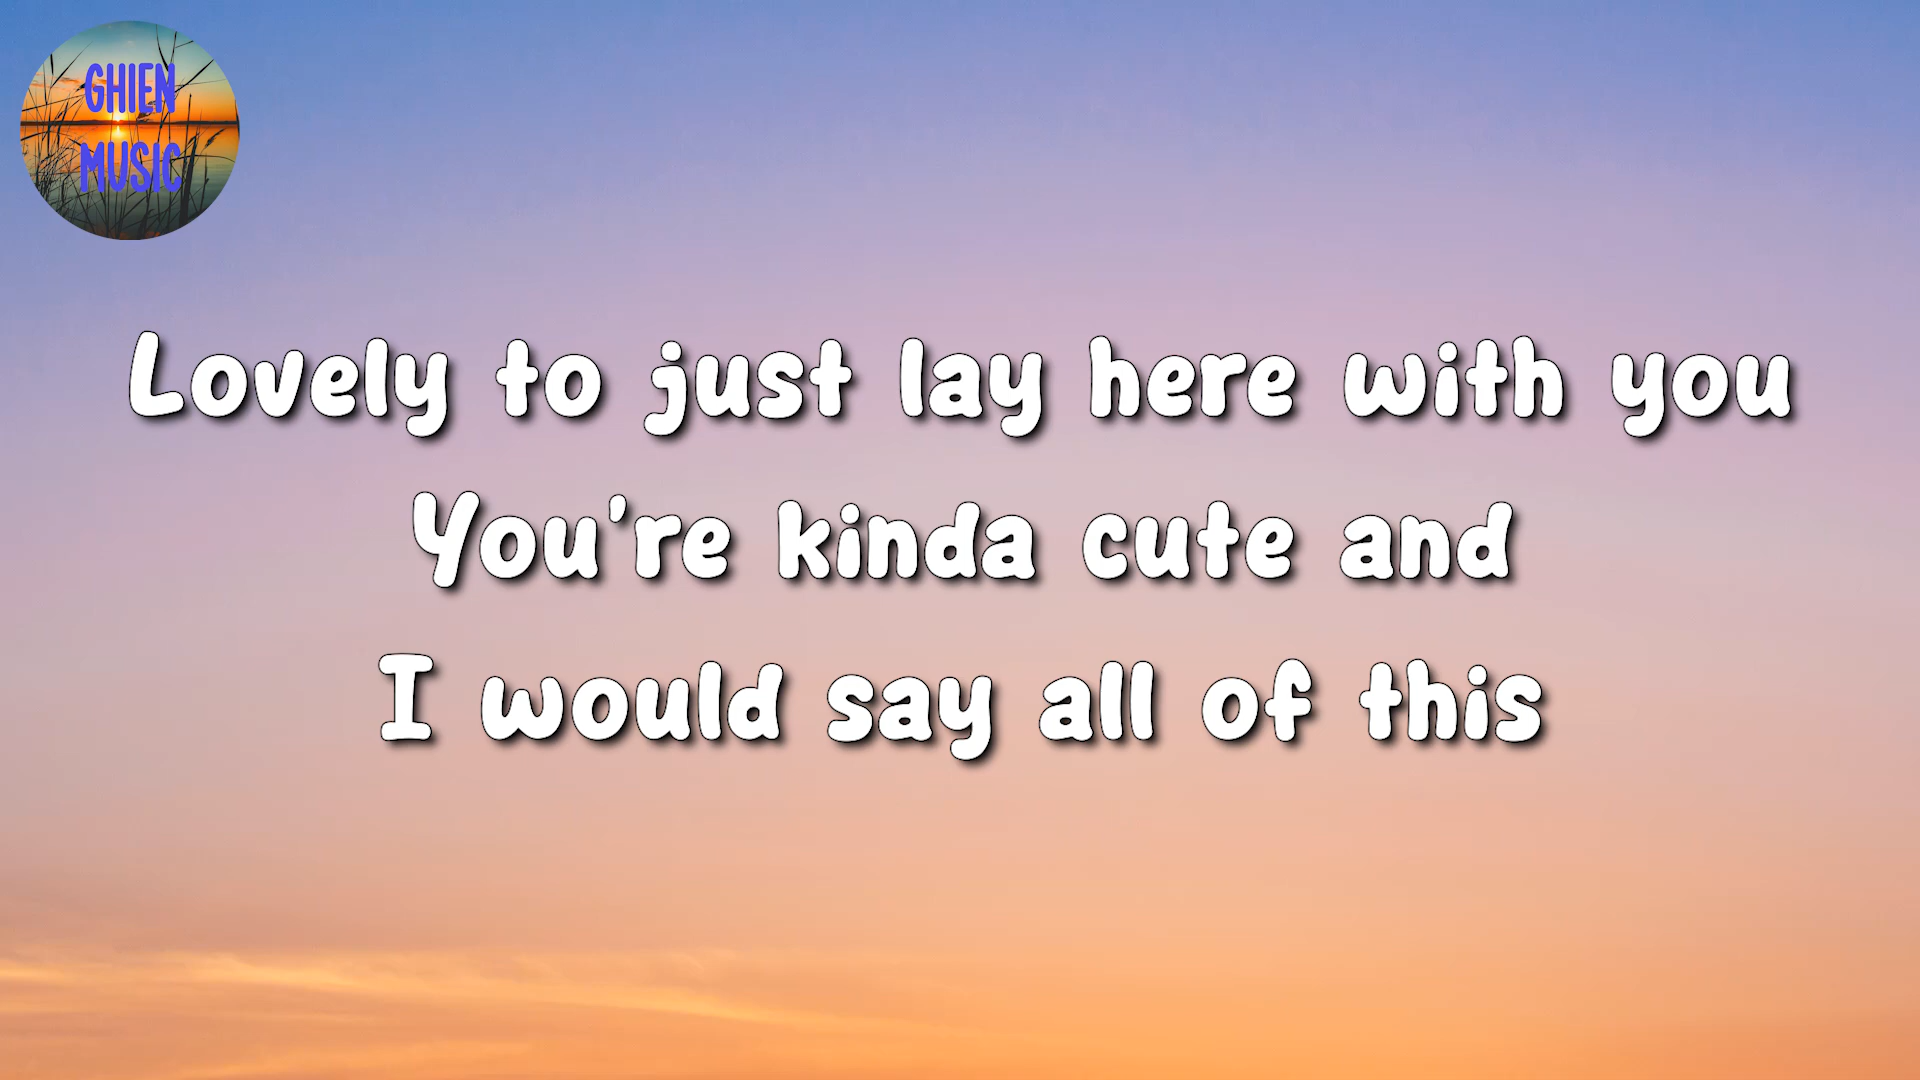 GHIEN
MUSIC
Lovely to just lay here with you
You're kinda cute and
I would say all of this